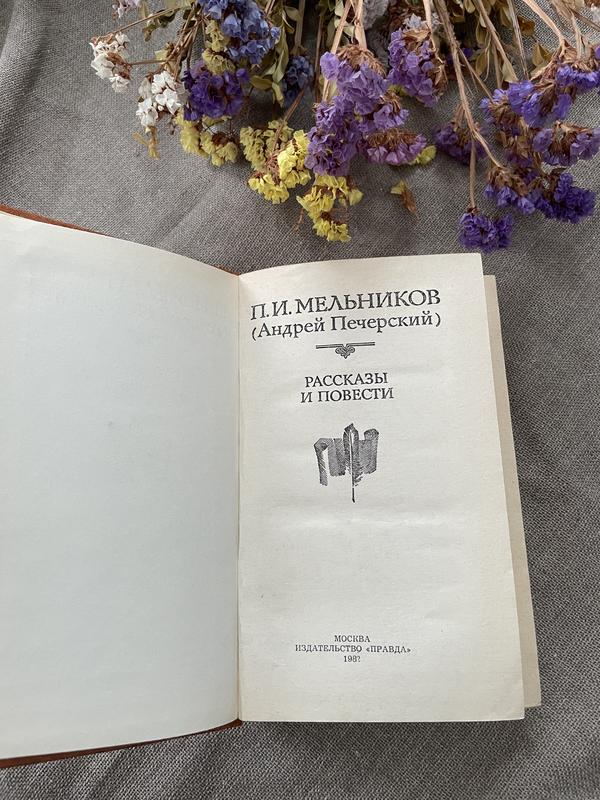 П. И. МЕЛЬНИКОВ
(Андрей Печерский)
РАССКАЗЫ
И ПОВЕСТИ
МОСКВА
ИЗДАТЕЛЬСТВО «ПРАВДА»